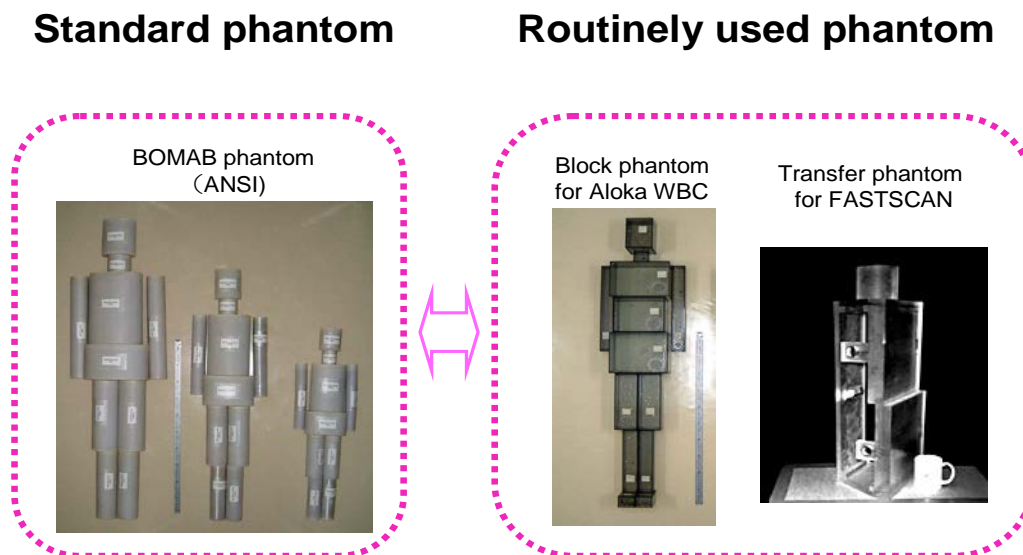 Standard phantom
Routinely used phantom
BOMAB phantom
（ANSI)
Block phantom
for Aloka WBC
Transfer phantom
for FASTSCAN